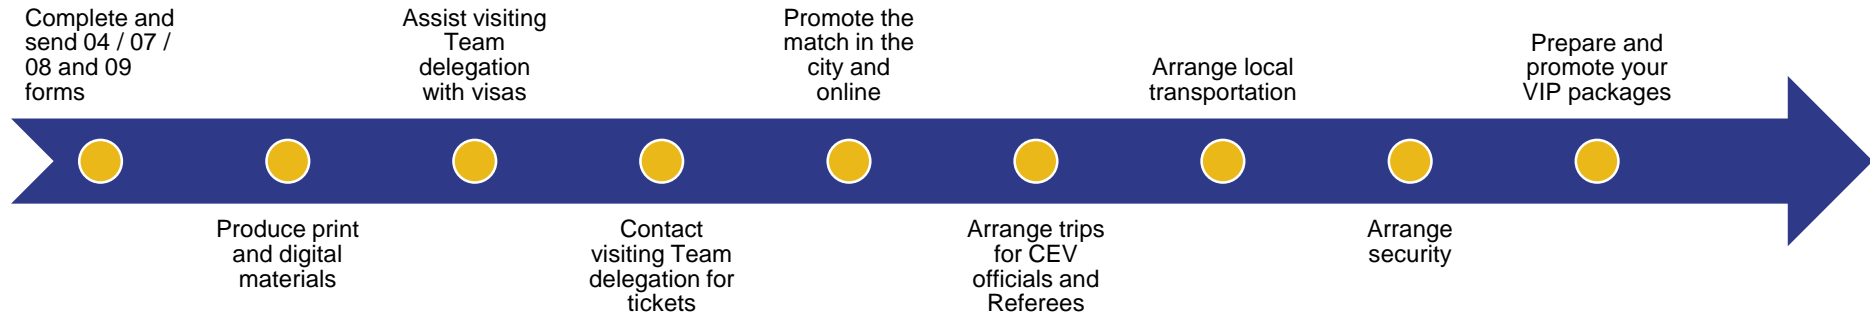 Complete and
send 04 / 07 /
08 and 09
forms
Produce print
and digital
materials
Assist visiting
Team
delegation
with visas
Contact
visiting Team
delegation for
tickets
Promote the
match in the
city and
online
Arrange trips
for CEV
officials and
Referees
Arrange local
transportation
Arrange
security
Prepare and
promote your
VIP packages